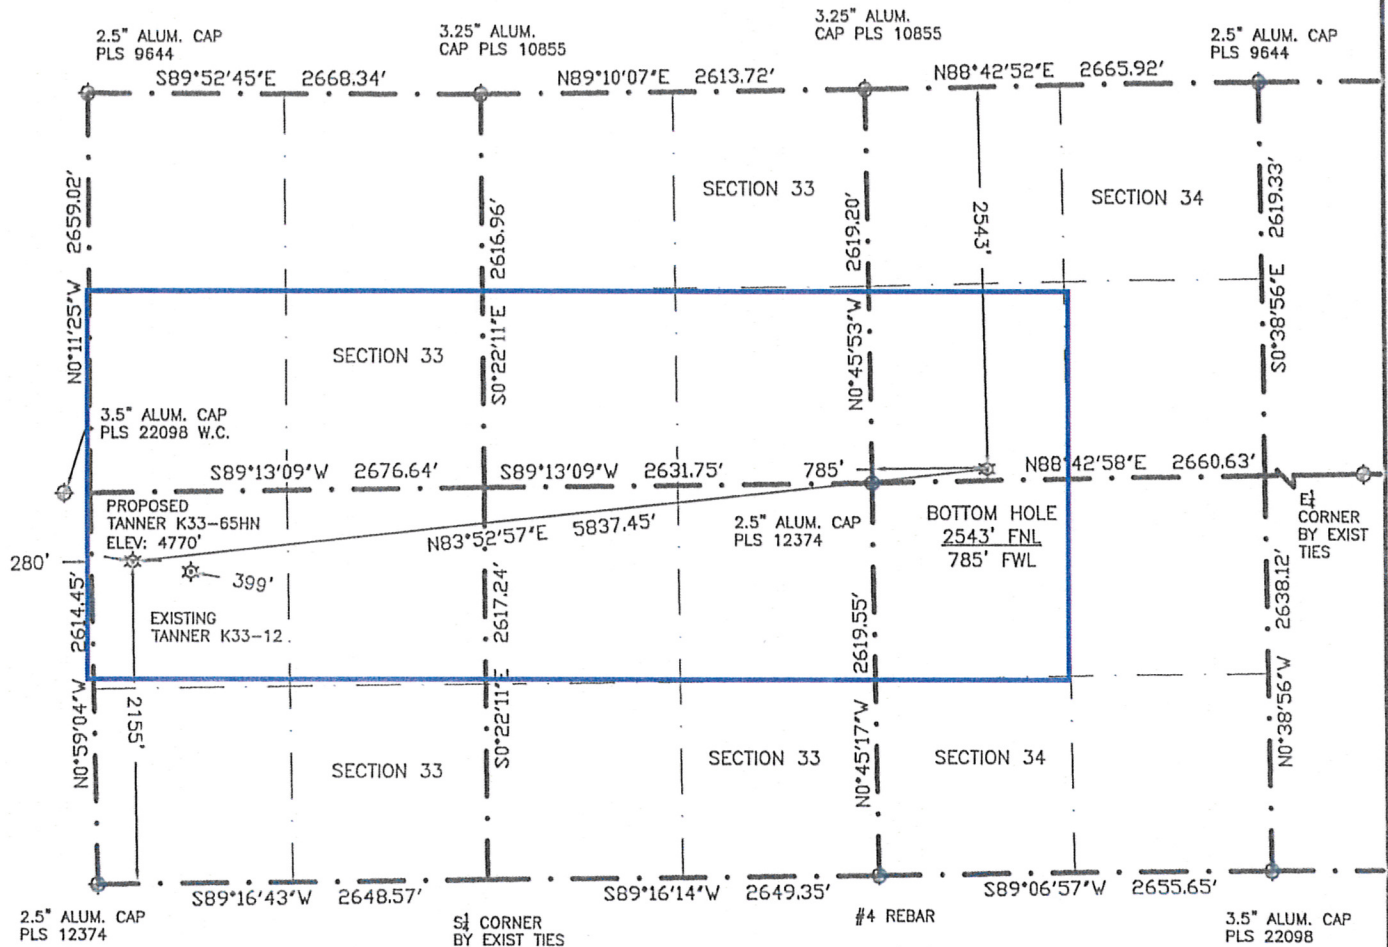 2.5" ALUM. CAP
PLS 9644
3.25" ALUM.
CAP PLS 10855
3.25" ALUM.
CAP PLS 10855
2.5" ALUM. CAP
PLS 9644
S89°52'45"E 2668.34'
N89°10'07"E 2613.72'
N88°42'52"E 2665.92'
N0°11'25"W 2659.02'
S0°22'11"E 2616.96'
SECTION 33
N0°45'53"W 2619.20'
2543'
SECTION 34
S0°38'56"E 2619.33'
SECTION 33
3.5" ALUM. CAP
PLS 22098 W.C.
S89°13'09"W 2676.64'
S89°13'09"W 2631.75'
785'
N88°42'58"E 2660.63'
PROPOSED
TANNER K33-65HN
ELEV: 4770'
280'
N83°52'57"E 5837.45'
2.5" ALUM. CAP
PLS 12374
BOTTOM HOLE
2543' FNL
785' FWL
E¼
CORNER
BY EXIST
TIES
399'
EXISTING
TANNER K33-12
N0°59'04"W 2614.45'
2155'
S0°22'11"E 2617.24'
N0°45'17"W 2619.55'
N0°38'56"W 2638.12'
SECTION 33
SECTION 33
SECTION 34
S89°16'43"W 2648.57'
S89°16'14"W 2649.35'
S89°06'57"W 2655.65'
2.5" ALUM. CAP
PLS 12374
S¼ CORNER
BY EXIST TIES
#4 REBAR
3.5" ALUM. CAP
PLS 22098